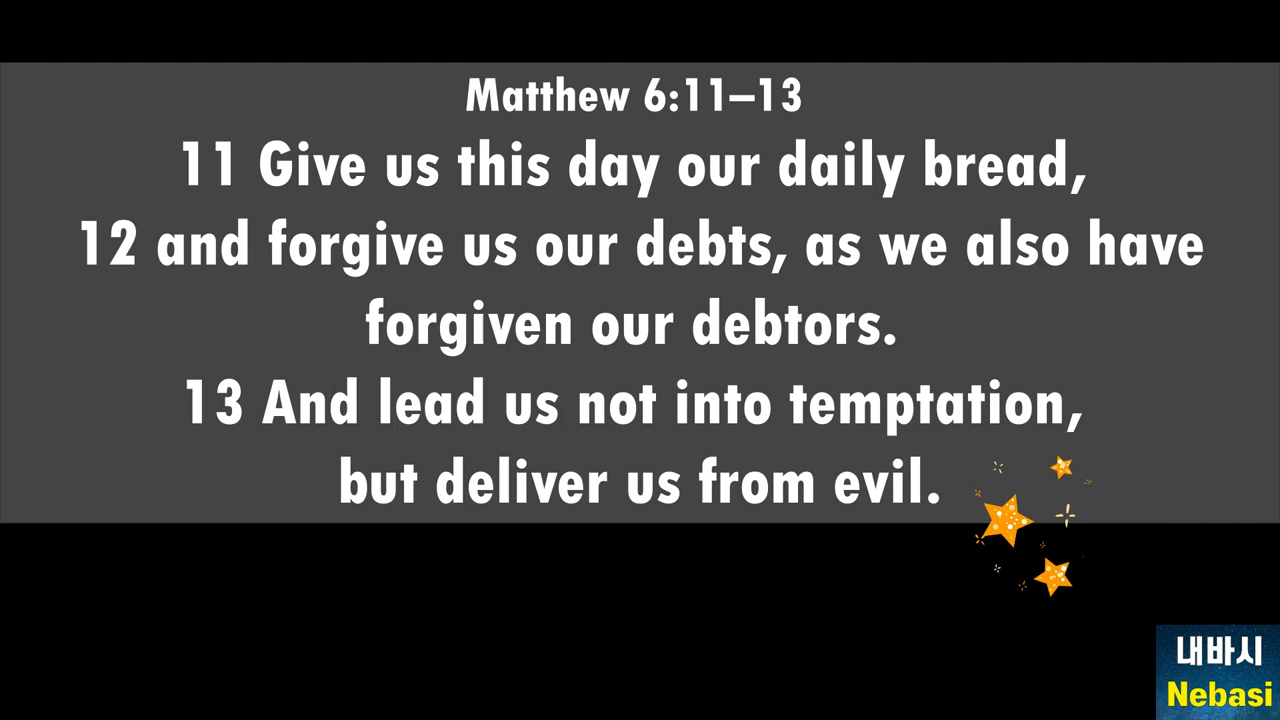 Matthew 6:11–13
11 Give us this day our daily bread,
12 and forgive us our debts, as we also have
forgiven our debtors.
13 And lead us not into temptation,
but deliver us from evil.
내바시
Nebasi